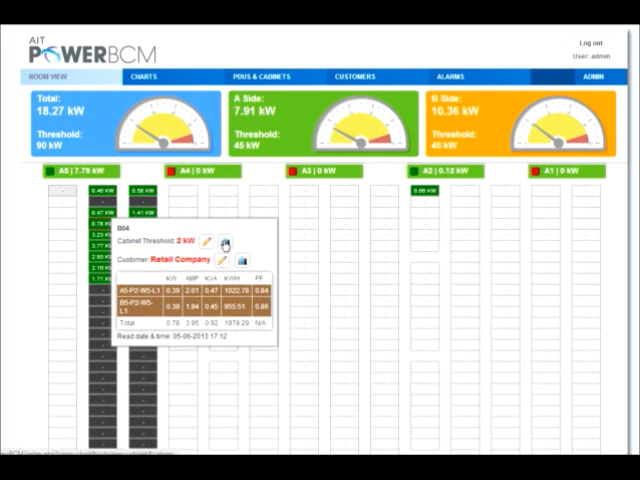 AIT
POWERBCM
Log out
User: admin
ROOM VIEW
CHARTS
PDUS & CABINETS
CUSTOMERS
ALARMS
ADMIN
Total:
18.27 kW
Threshold:
90 kW
A Side:
7.91 kW
Threshold:
45 kW
B Side:
10.36 kW
Threshold:
45 kW
A5 | 7.79 kW
A4 | 0 kW
A3 | 0 kW
A2 | 0.12 kW
A1 | 0 kW
B04
Cabinet Threshold: 2 kW
Customer: Retail Company
KW AMP KVA KWH PF
A5-P2-W5-L1 0.39 2.01 0.47 1022.78 0.84
B5-P2-W5-L1 0.39 1.94 0.45 955.51 0.86
Total 0.78 3.95 0.92 1978.29 N/A
Read date & time: 05-06-2013 17:12